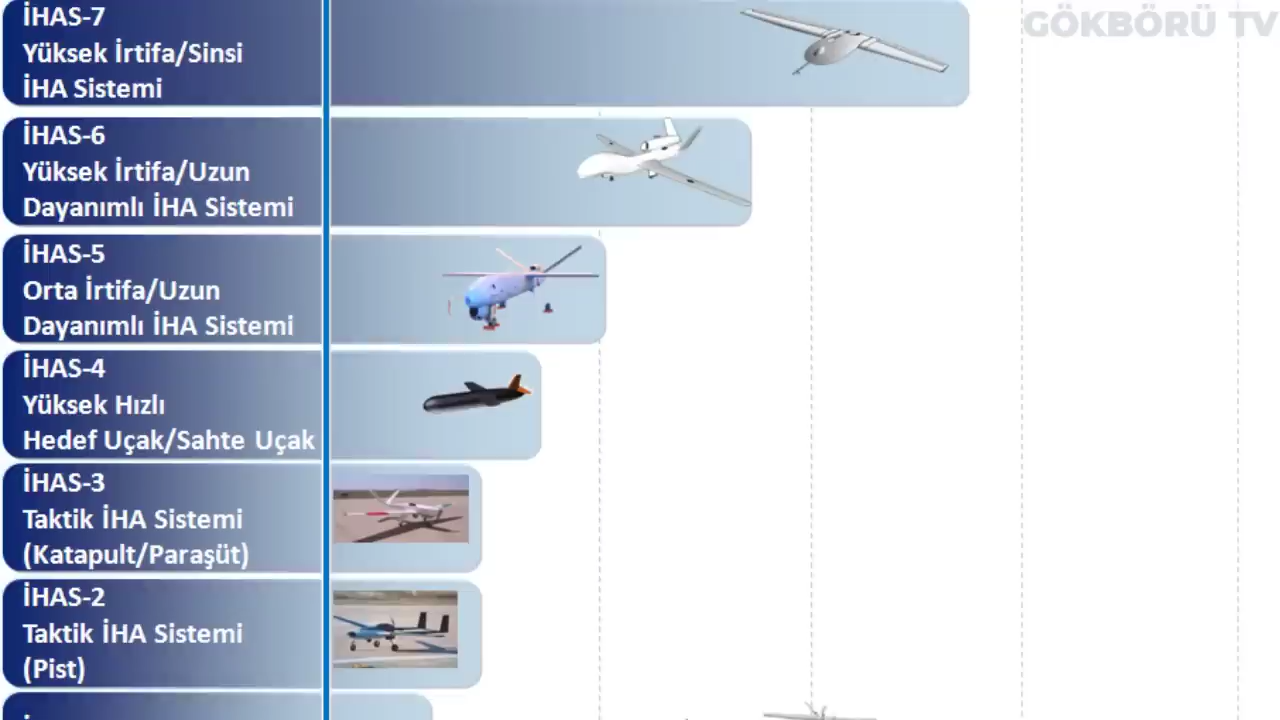 İHAS-7
Yüksek İrtifa/Sinsi
İHA Sistemi
GÖKBÖRÜ TV
İHAS-6
Yüksek İrtifa/Uzun
Dayanımlı İHA Sistemi
İHAS-5
Orta İrtifa/Uzun
Dayanımlı İHA Sistemi
İHAS-4
Yüksek Hızlı
Hedef Uçak/Sahte Uçak
İHAS-3
Taktik İHA Sistemi
(Katapult/Paraşüt)
İHAS-2
Taktik İHA Sistemi
(Pist)